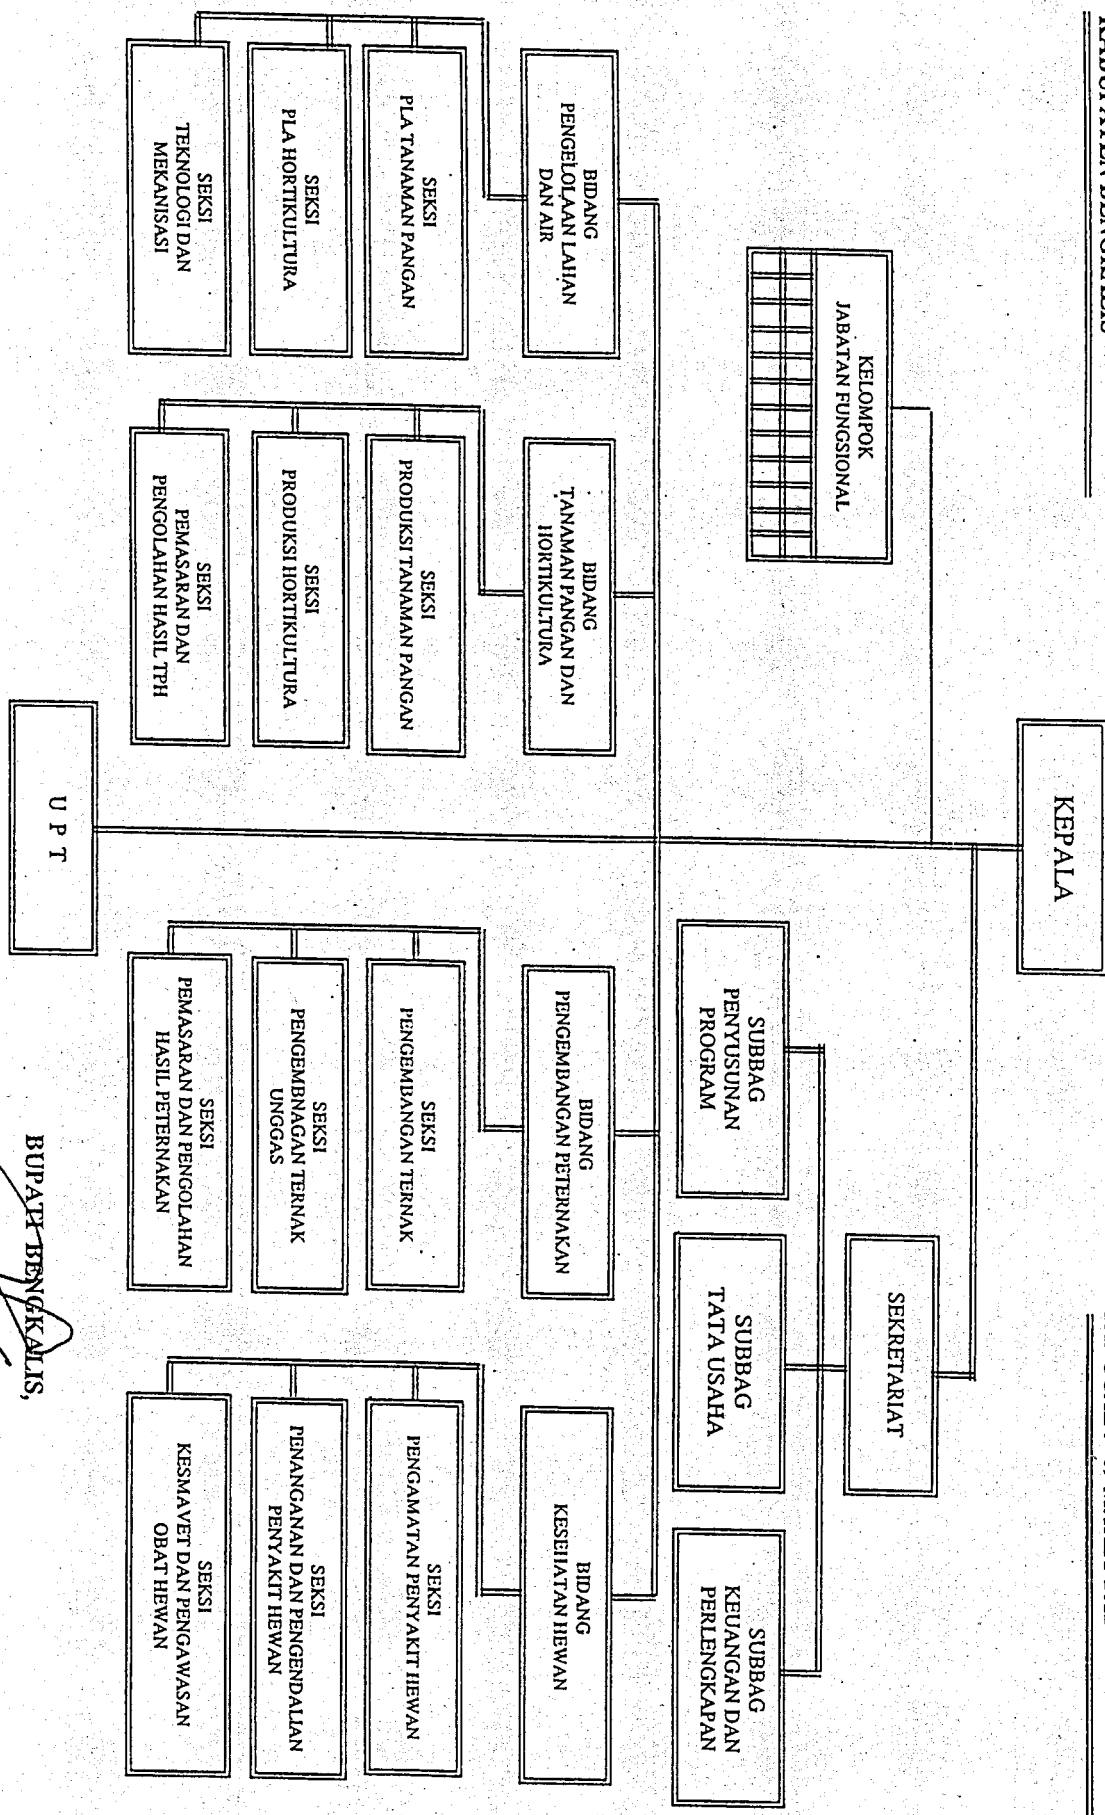 KEPALA
KELOMPOK
JABATAN FUNGSIONAL
SEKRETARIAT
SUBBAG
PENYUSUNAN
PROGRAM
SUBBAG
TATA USAHA
SUBBAG
KEUANGAN DAN
PERLENGKAPAN
BIDANG
PENGELOLAAN LAHAN
DAN AIR
BIDANG
TANAMAN PANGAN DAN
HORTIKULTURA
BIDANG
PENGEMBANGAN PETERNAKAN
BIDANG
KESEHATAN HEWAN
SEKSI
PLA TANAMAN PANGAN
SEKSI
PRODUKSI TANAMAN PANGAN
SEKSI
PENGEMBANGAN TERNAK
SEKSI
PENGAMATAN PENYAKIT HEWAN
SEKSI
PLA HORTIKULTURA
SEKSI
PRODUKSI HORTIKULTURA
SEKSI
PENGEMBNAGAN TERNAK
UNGGAS
SEKSI
PENANGANAN DAN PENGENDALIAN
PENYAKIT HEWAN
SEKSI
TEKNOLOGI DAN
MEKANISASI
SEKSI
PEMASARAN DAN
PENGOLAHAN HASIL TPH
SEKSI
PEMASARAN DAN PENGOLAHAN
HASIL PETERNAKAN
SEKSI
KESMAVET DAN PENGAWASAN
OBAT HEWAN
U P T
BUPATI BENGKALIS,